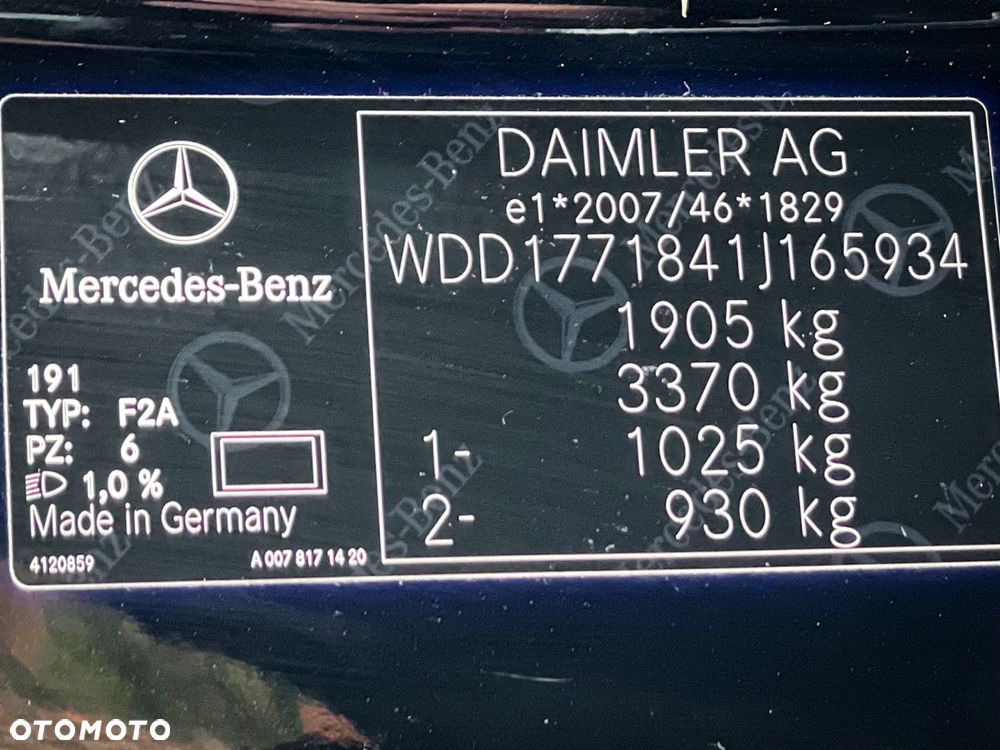 Mercedes-Benz
191
TYP: F2A
PZ: 6
1,0 %
Made in Germany
4120859 A 007 817 14 20
DAIMLER AG
e1*2007/46*1829
WDD1771841J165934
1905 kg
3370 kg
1- 1025 kg
2- 930 kg
OTOMOTO